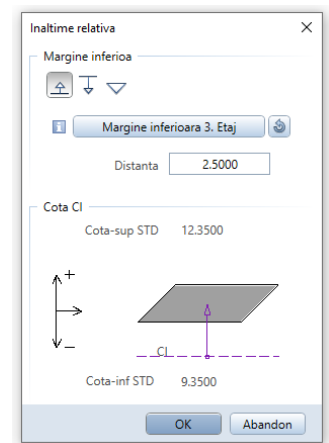 Inaltime relativa
Margine inferioa
Margine inferioara 3. Etaj
Distanta 2.5000
Cota CI
Cota-sup STD 12.3500
+
−
CI
Cota-inf STD 9.3500
OK Abandon